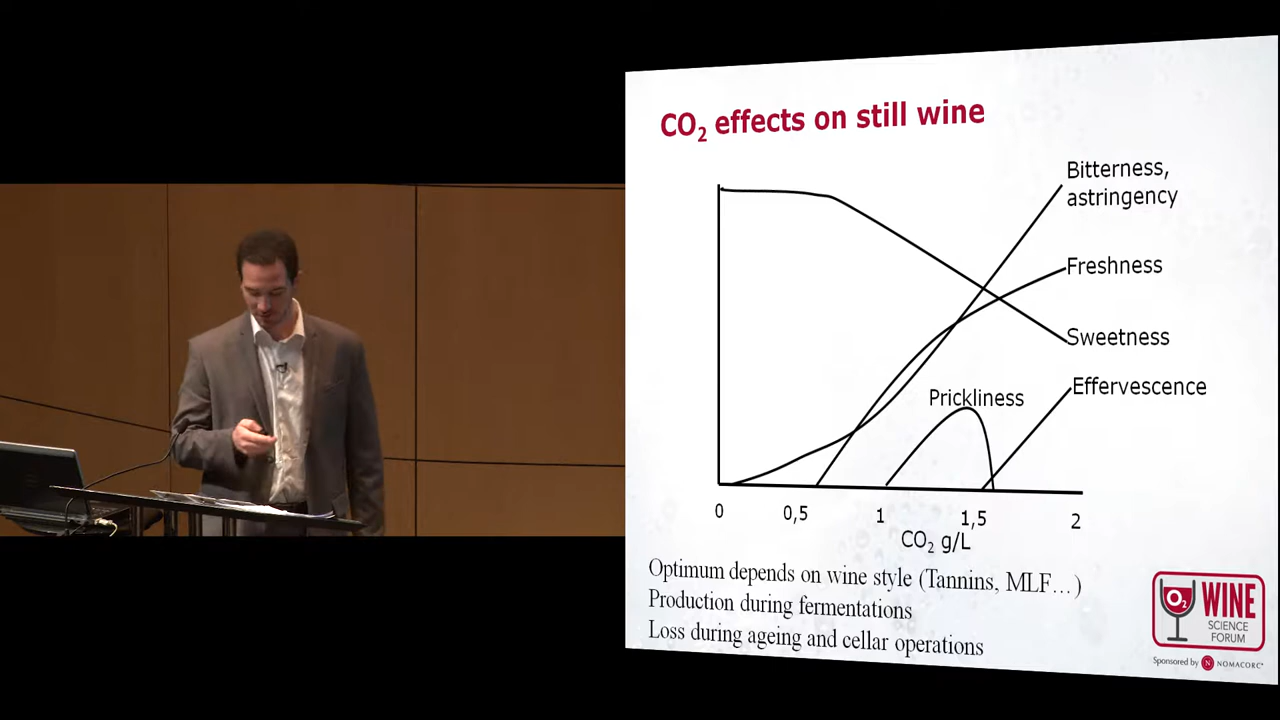 CO₂ effects on still wine
Bitterness,
astringency
Freshness
Sweetness
Effervescence
Prickliness
0 0,5 1 1,5 2
CO₂ g/L
Optimum depends on wine style (Tannins, MLF...)
Production during fermentations
Loss during ageing and cellar operations
O₂ WINE
SCIENCE
FORUM
Sponsored by N NOMACORC